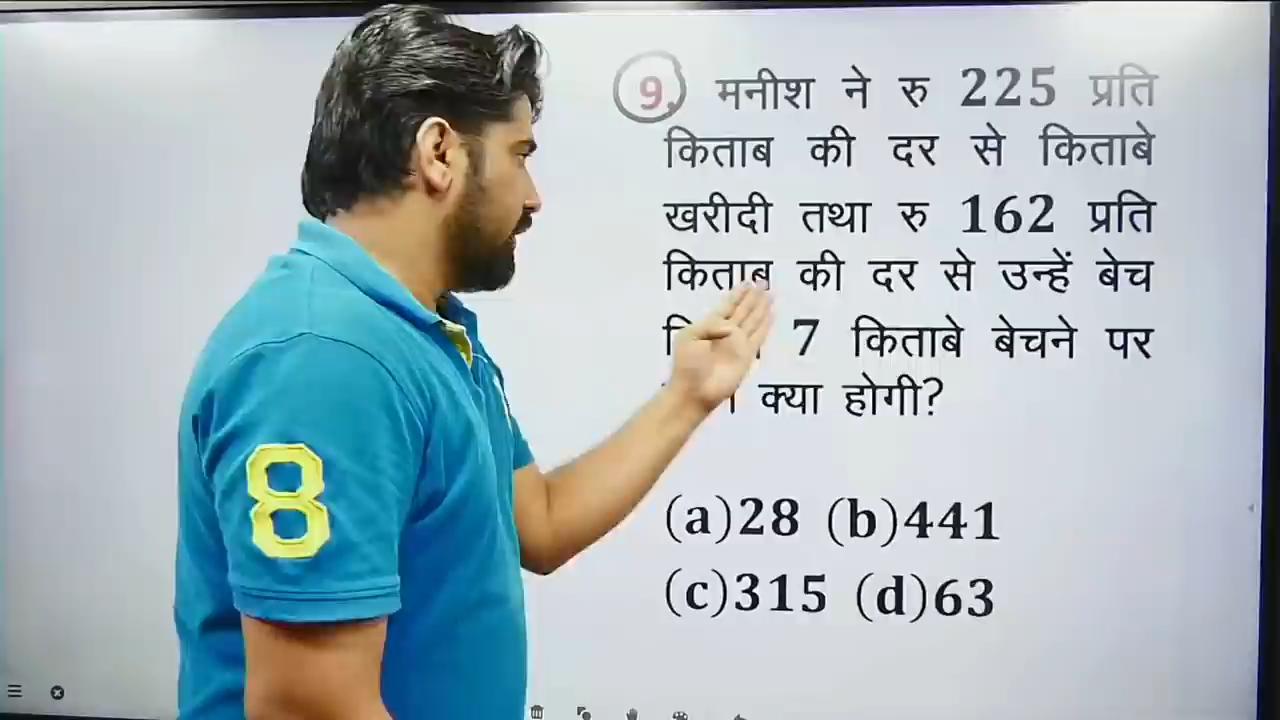 9. मनीश ने रु 225 प्रति
किताब की दर से किताबे
खरीदी तथा रु 162 प्रति
किताब की दर से उन्हें बेच
7 किताबे बेचने पर
क्या होगी?
(a)28 (b)441
(c)315 (d)63
8